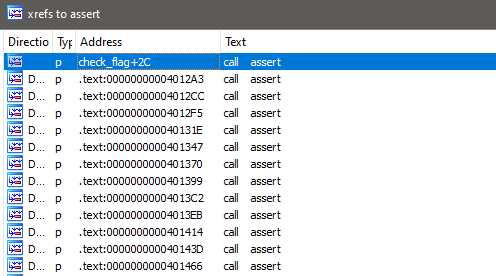 xrefs to assert
Directio Typ Address Text
p check_flag+2C call assert
D... p .text:00000000004012A3 call assert
D... p .text:00000000004012CC call assert
D... p .text:00000000004012F5 call assert
D... p .text:000000000040131E call assert
D... p .text:0000000000401347 call assert
D... p .text:0000000000401370 call assert
D... p .text:0000000000401399 call assert
D... p .text:00000000004013C2 call assert
D... p .text:00000000004013EB call assert
D... p .text:0000000000401414 call assert
D... p .text:000000000040143D call assert
D... p .text:0000000000401466 call assert